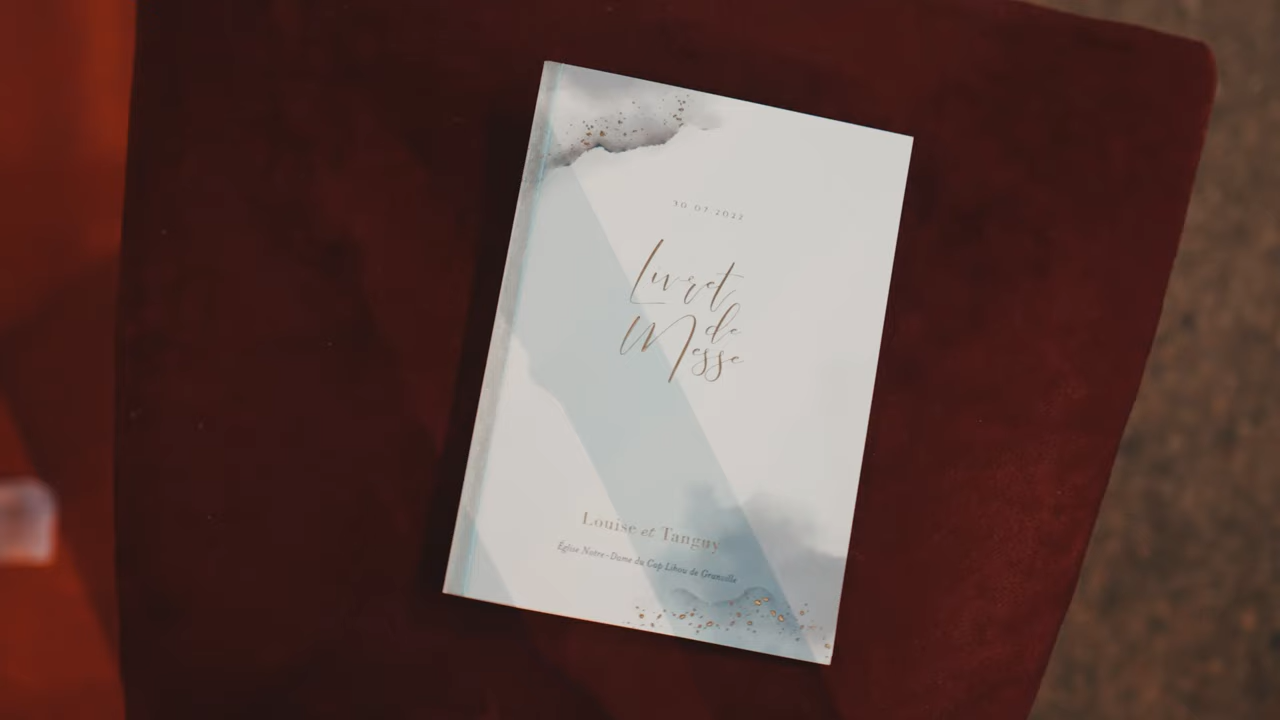 30 07 2022
Livret
de
Messe
Louise et Tanguy
Église Notre-Dame du Cap Lihou de Granville